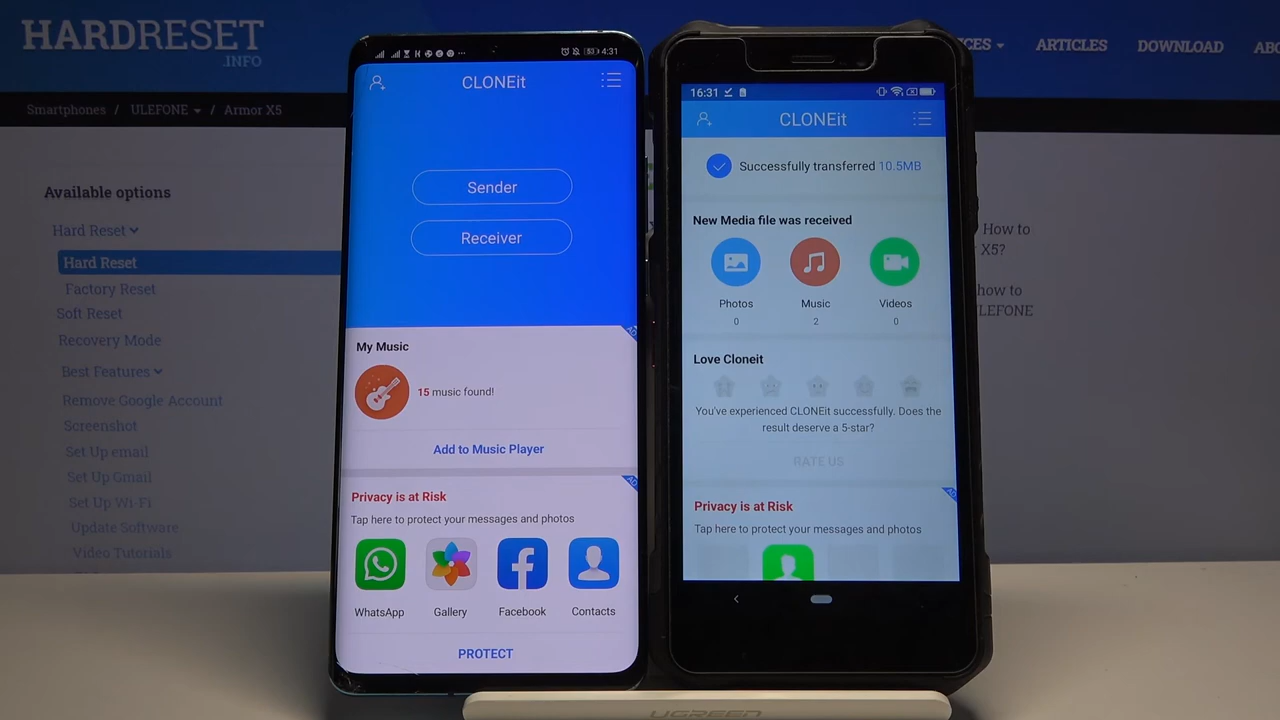 HARDRESET
.INFO
CES
ARTICLES
DOWNLOAD
Smartphones / ULEFONE / Armor X5
Available options
Hard Reset
Hard Reset
Factory Reset
Soft Reset
Recovery Mode
Best Features
Remove Google Account
Screenshot
Set Up email
Set Up Gmail
Set Up Wi-Fi
Update Software
Video Tutorials
53 4:31
CLONEit
Sender
Receiver
AD
My Music
15 music found!
Add to Music Player
AD
Privacy is at Risk
Tap here to protect your messages and photos
WhatsApp
Gallery
Facebook
Contacts
PROTECT
16:31
CLONEit
Successfully transferred 10.5MB
New Media file was received
Photos
Music
Videos
0
2
0
Love Cloneit
You've experienced CLONEit successfully. Does the
result deserve a 5-star?
RATE US
AD
Privacy is at Risk
Tap here to protect your messages and photos
How to
X5?
how to
LEFONE
UGREEN